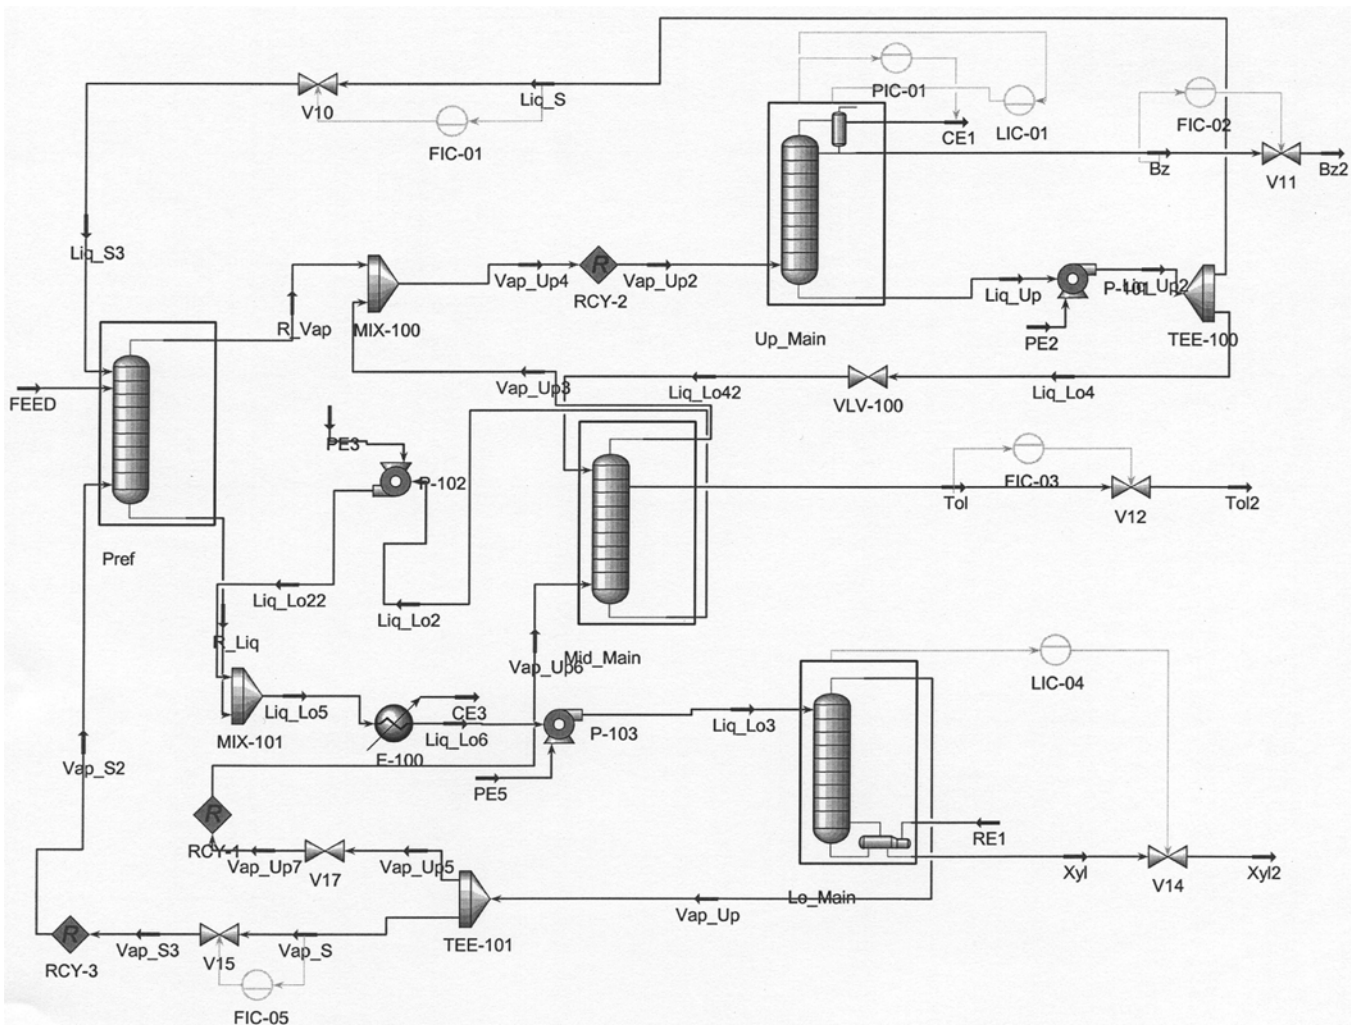 PIC-01
Liq_S
V10
LIC-01
FIC-02
CE1
FIC-01
Bz
Bz2
V11
Liq_S3
Vap_Up4
Vap_Up2
Liq_Up
P-101
Liq_Up2
RCY-2
R_Vap
MIX-100
Up_Main
PE2
TEE-100
FEED
Vap_Up3
Liq_Lo42
Liq_Lo4
VLV-100
PE3
P-102
FIC-03
Tol
Tol2
V12
Pref
Liq_Lo22
Liq_Lo2
R_Liq
Mid_Main
Vap_Up6
LIC-04
Liq_Lo5
CE3
Liq_Lo3
MIX-101
Liq_Lo6
P-103
E-100
Vap_S2
PE5
RE1
RCY-1
Vap_Up7
Vap_Up5
V17
Xyl
Xyl2
V14
Lo_Main
Vap_Up
Vap_S3
Vap_S
TEE-101
V15
RCY-3
FIC-05
R
R
R